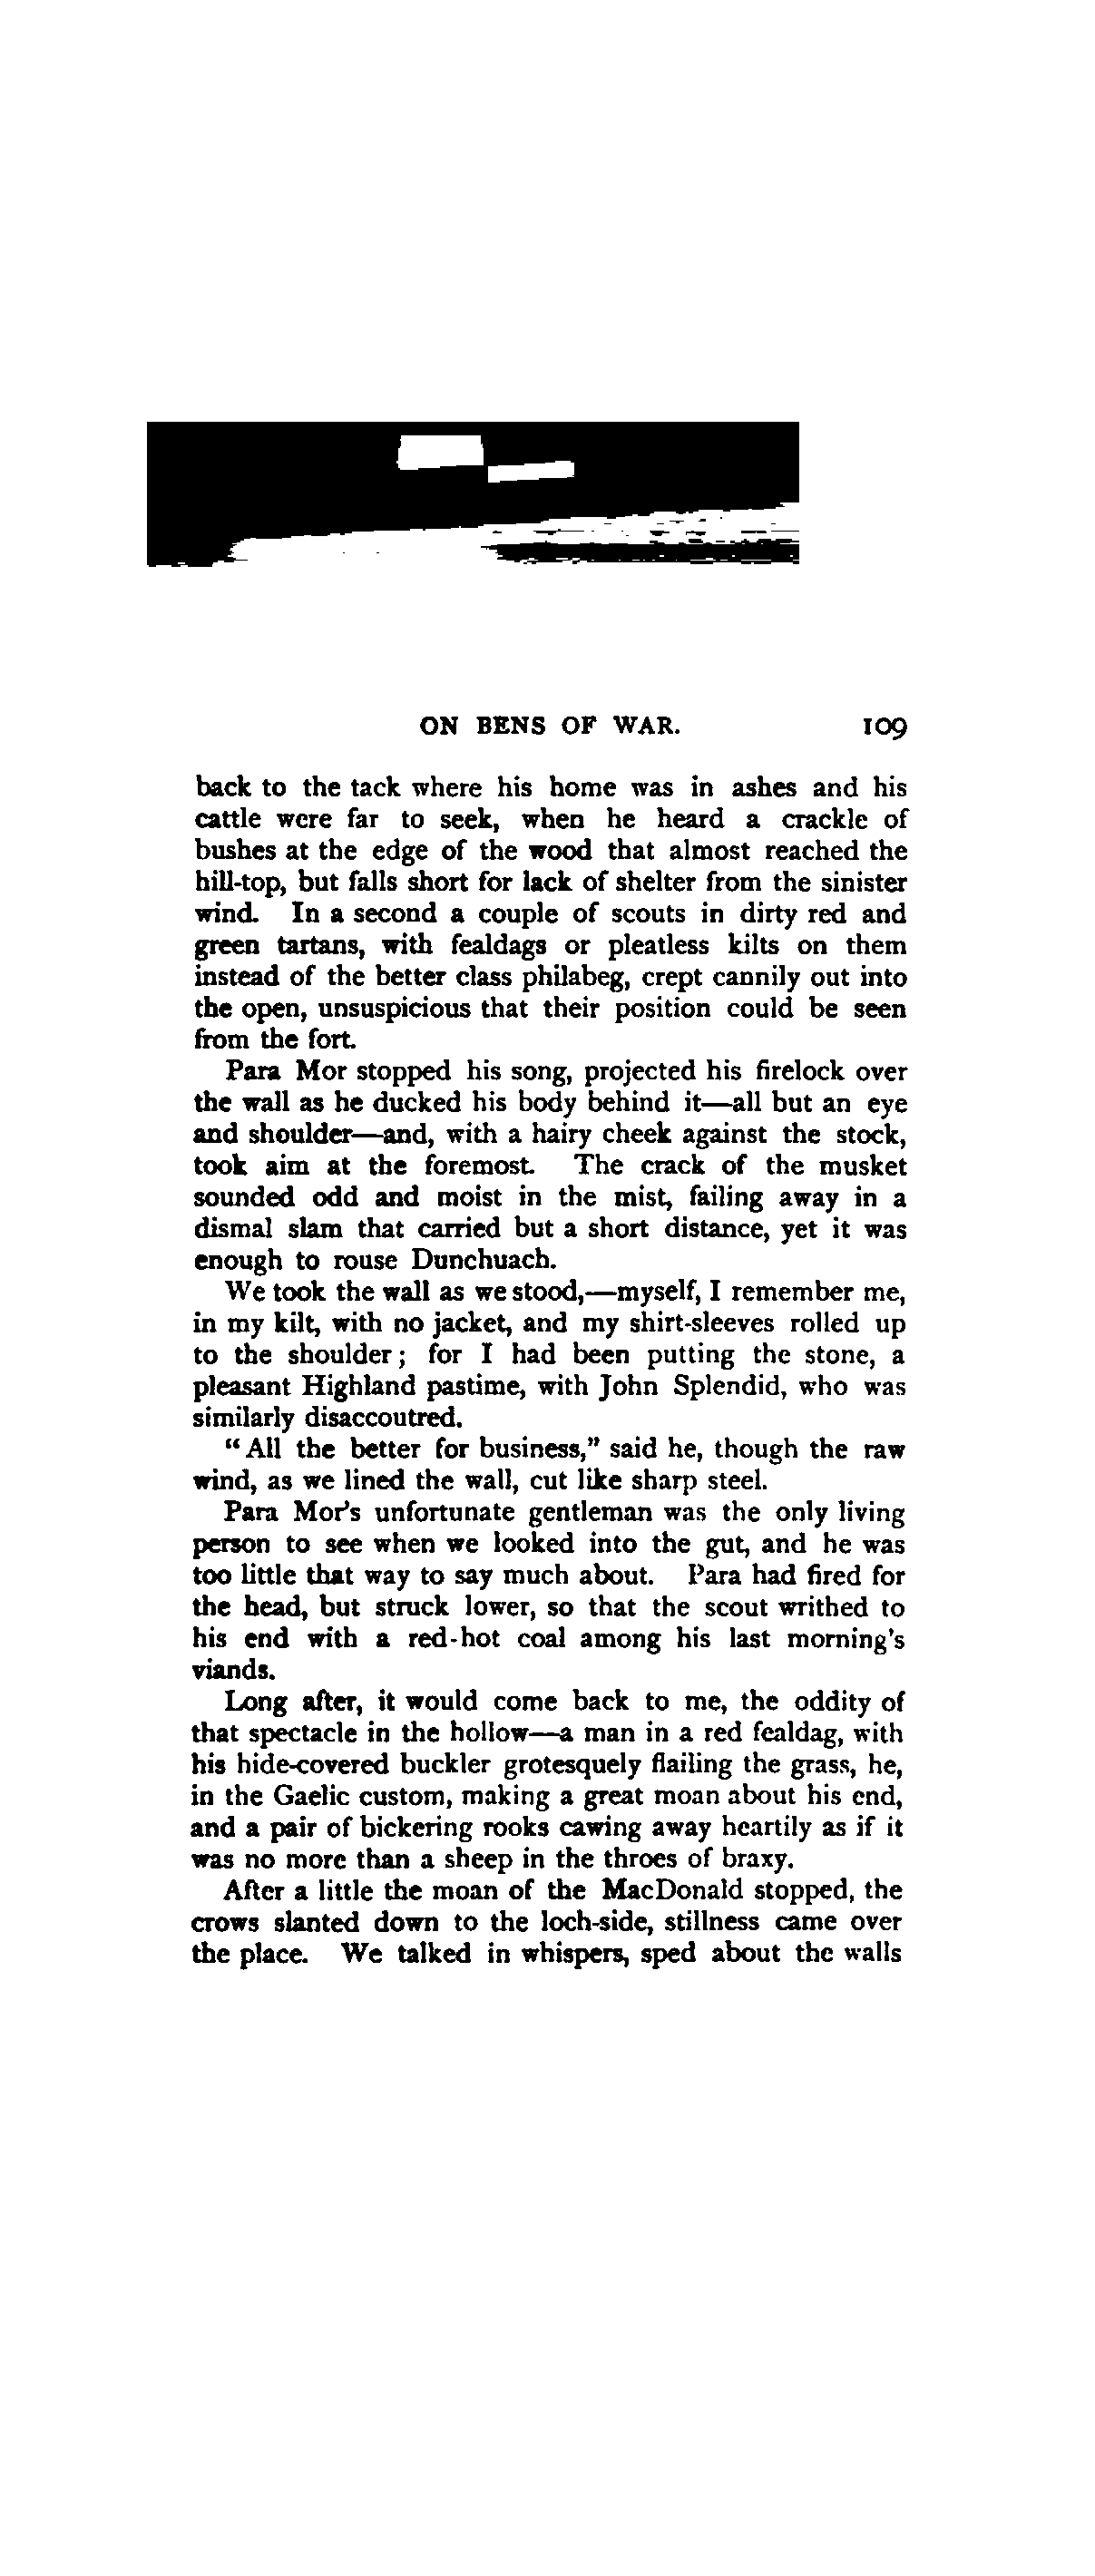 ON BENS OF WAR. 109
back to the tack where his home was in ashes and his
cattle were far to seek, when he heard a crackle of
bushes at the edge of the wood that almost reached the
hill-top, but falls short for lack of shelter from the sinister
wind. In a second a couple of scouts in dirty red and
green tartans, with fealdags or pleatless kilts on them
instead of the better class philabeg, crept cannily out into
the open, unsuspicious that their position could be seen
from the fort.
Para Mor stopped his song, projected his firelock over
the wall as he ducked his body behind it—all but an eye
and shoulder—and, with a hairy cheek against the stock,
took aim at the foremost. The crack of the musket
sounded odd and moist in the mist, failing away in a
dismal slam that carried but a short distance, yet it was
enough to rouse Dunchuach.
We took the wall as we stood,—myself, I remember me,
in my kilt, with no jacket, and my shirt-sleeves rolled up
to the shoulder; for I had been putting the stone, a
pleasant Highland pastime, with John Splendid, who was
similarly disaccoutred.
"All the better for business," said he, though the raw
wind, as we lined the wall, cut like sharp steel.
Para Mor's unfortunate gentleman was the only living
person to see when we looked into the gut, and he was
too little that way to say much about. Para had fired for
the head, but struck lower, so that the scout writhed to
his end with a red-hot coal among his last morning's
viands.
Long after, it would come back to me, the oddity of
that spectacle in the hollow—a man in a red fealdag, with
his hide-covered buckler grotesquely flailing the grass, he,
in the Gaelic custom, making a great moan about his end,
and a pair of bickering rooks cawing away heartily as if it
was no more than a sheep in the throes of braxy.
After a little the moan of the MacDonald stopped, the
crows slanted down to the loch-side, stillness came over
the place. We talked in whispers, sped about the walls